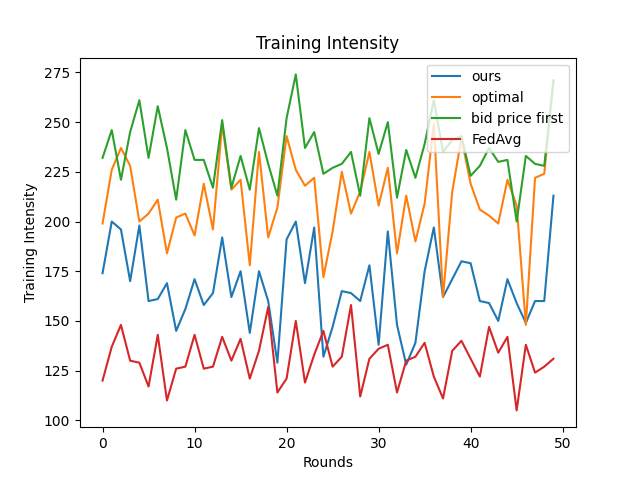 Training Intensity
275
250
225
200
175
150
125
100
Training Intensity
0
10
20
30
40
50
Rounds
ours
optimal
bid price first
FedAvg